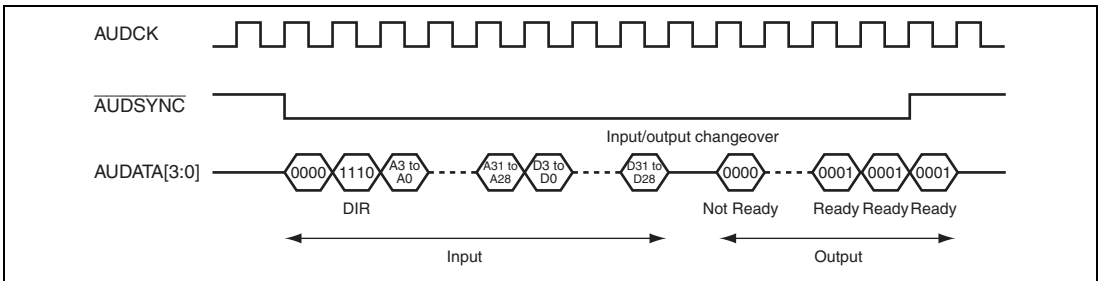 AUDCK
AUDSYNC
Input/output changeover
AUDATA[3:0]
0000 1110 A3 to A0 A31 to A28 D3 to D0 D31 to D28 0000 0001 0001 0001
DIR Not Ready Ready Ready Ready
Input Output